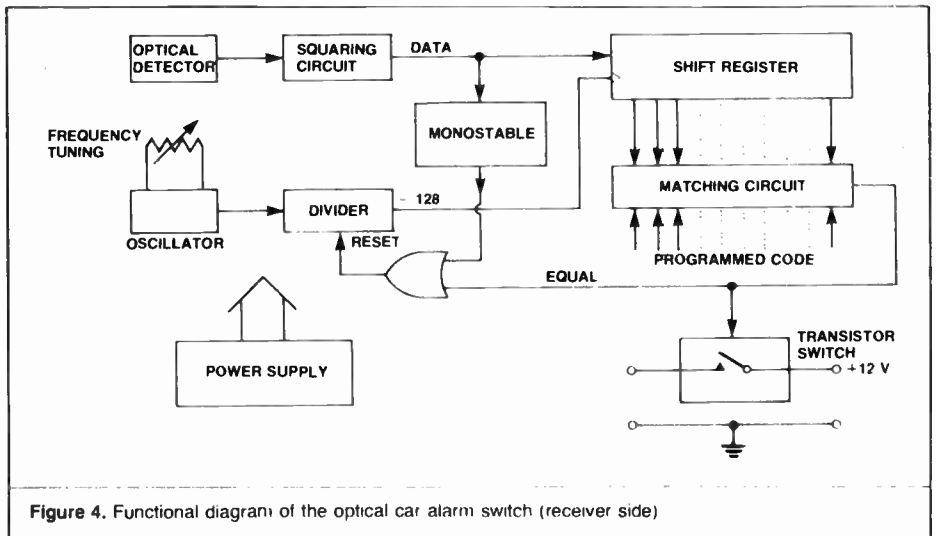 OPTICAL
DETECTOR
SQUARING
CIRCUIT
DATA
SHIFT REGISTER
MONOSTABLE
FREQUENCY
TUNING
MATCHING CIRCUIT
DIVIDER
128
OSCILLATOR
RESET
PROGRAMMED CODE
EQUAL
TRANSISTOR
SWITCH
+12 V
POWER SUPPLY
Figure 4. Functional diagram of the optical car alarm switch (receiver side)